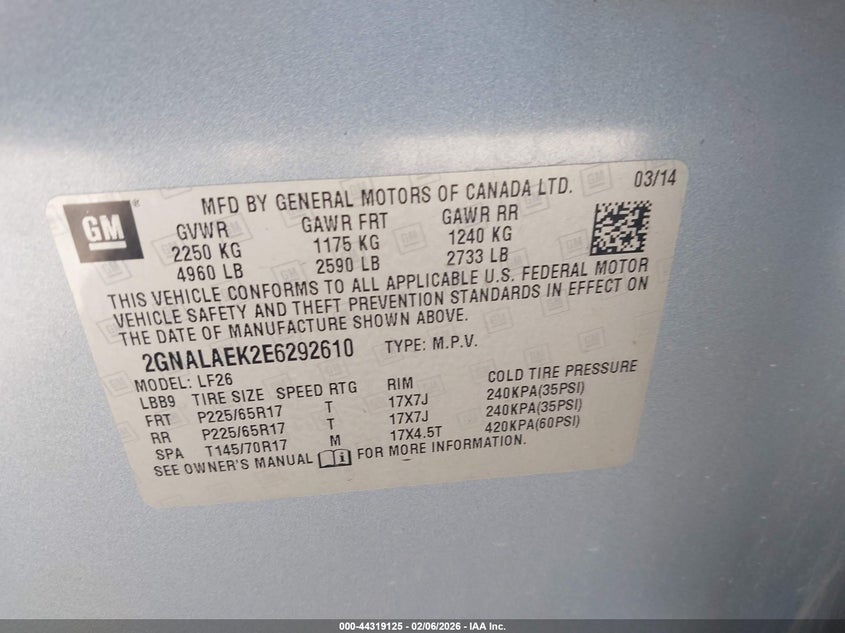 GM ®
MFD BY GENERAL MOTORS OF CANADA LTD. 03/14
GVWR GAWR FRT GAWR RR
2250 KG 1175 KG 1240 KG
4960 LB 2590 LB 2733 LB
THIS VEHICLE CONFORMS TO ALL APPLICABLE U.S. FEDERAL MOTOR
VEHICLE SAFETY AND THEFT PREVENTION STANDARDS IN EFFECT ON
THE DATE OF MANUFACTURE SHOWN ABOVE.
2GNALAEK2E6292610 TYPE: M.P.V.
MODEL: LF26
LBB9 TIRE SIZE SPEED RTG RIM COLD TIRE PRESSURE
FRT P225/65R17 T 17X7J 240KPA(35PSI)
RR P225/65R17 T 17X7J 240KPA(35PSI)
SPA T145/70R17 M 17X4.5T 420KPA(60PSI)
SEE OWNER'S MANUAL FOR MORE INFORMATION.
000-44319125 - 02/06/2026 - IAA Inc.